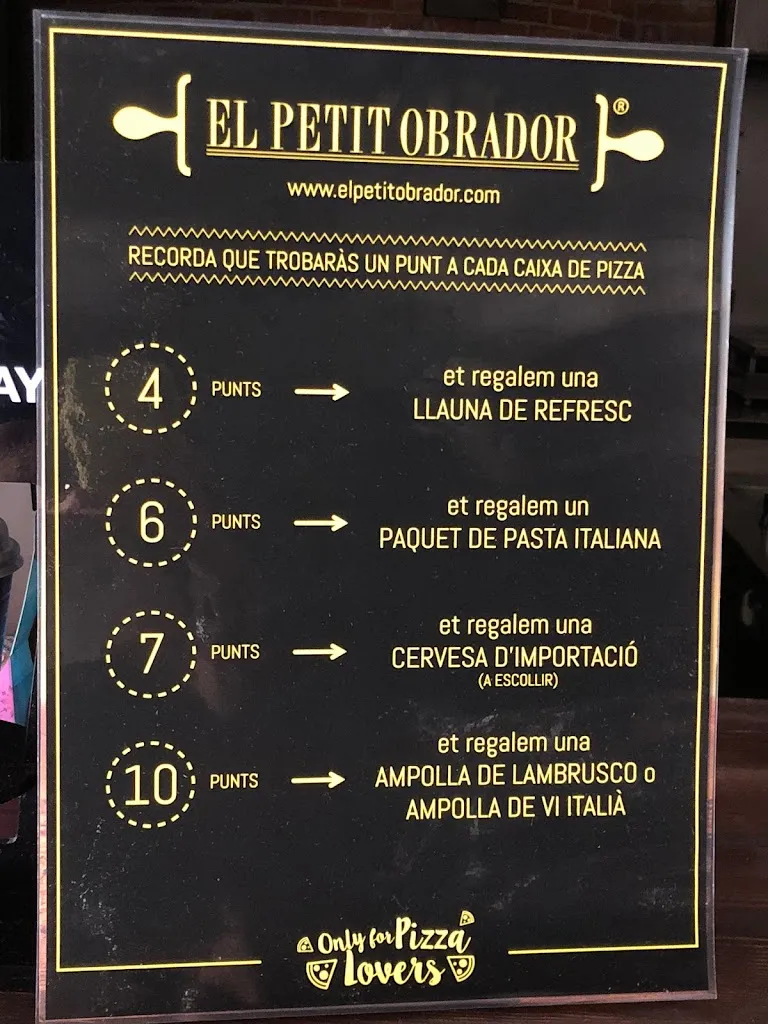 EL PETIT OBRADOR ®
www.elpetitobrador.com
RECORDA QUE TROBARÀS UN PUNT A CADA CAIXA DE PIZZA
4 PUNTS → et regalem una
LLAUNA DE REFRESC
6 PUNTS → et regalem un
PAQUET DE PASTA ITALIANA
7 PUNTS → et regalem una
CERVESA D'IMPORTACIÓ
(A ESCOLLIR)
10 PUNTS → et regalem una
AMPOLLA DE LAMBRUSCO o
AMPOLLA DE VI ITALIÀ
Only for Pizza
Lovers
AY